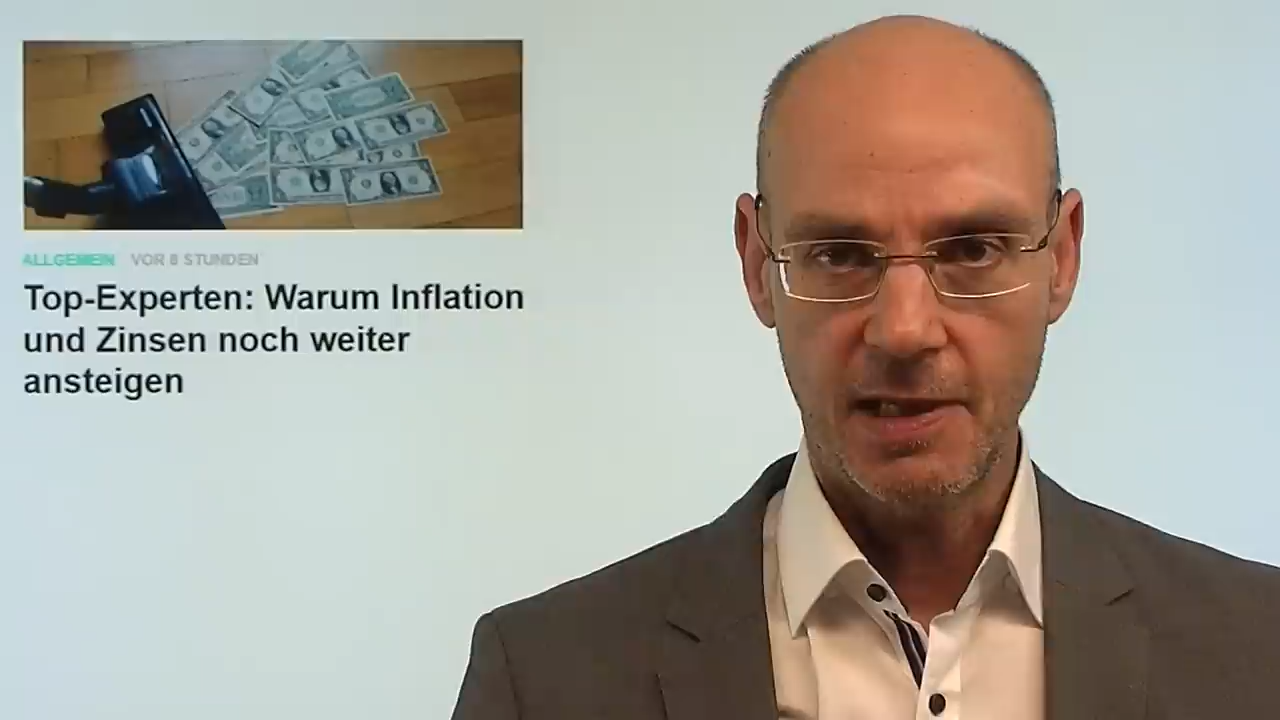 ALLGEMEIN VOR 8 STUNDEN
Top-Experten: Warum Inflation
und Zinsen noch weiter
ansteigen